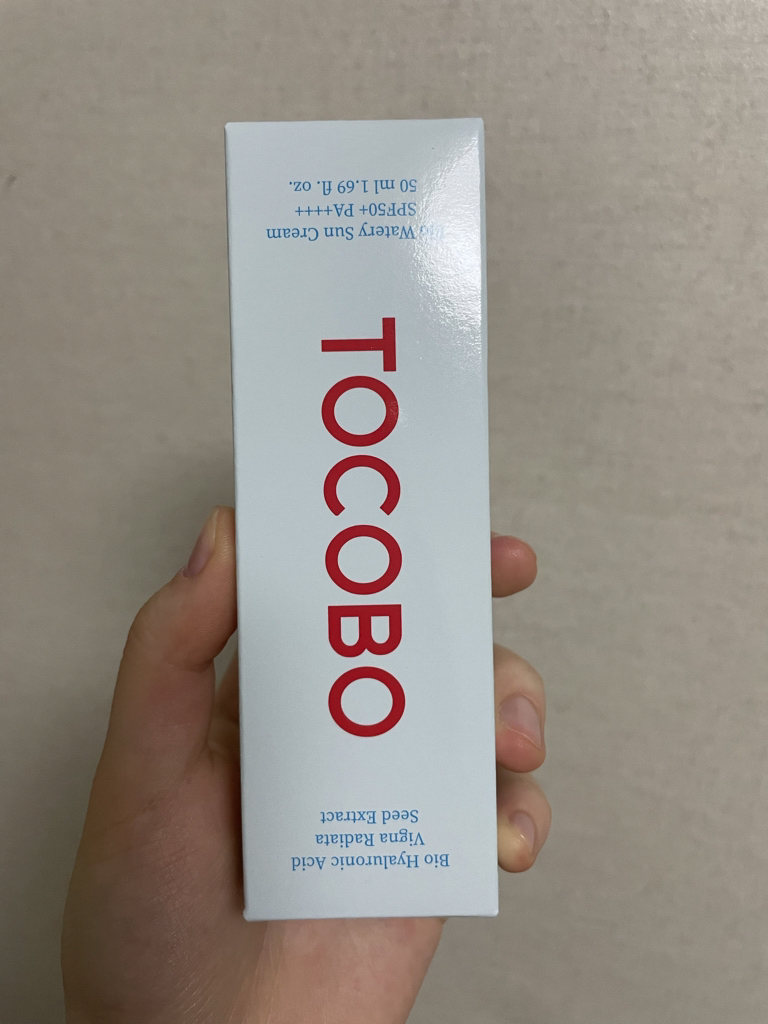 Bio Hyaluronic Acid
Vigna Radiata
Seed Extract
TOCOBO
Bio Watery Sun Cream
SPF50+ PA++++
50 ml 1.69 fl. oz.